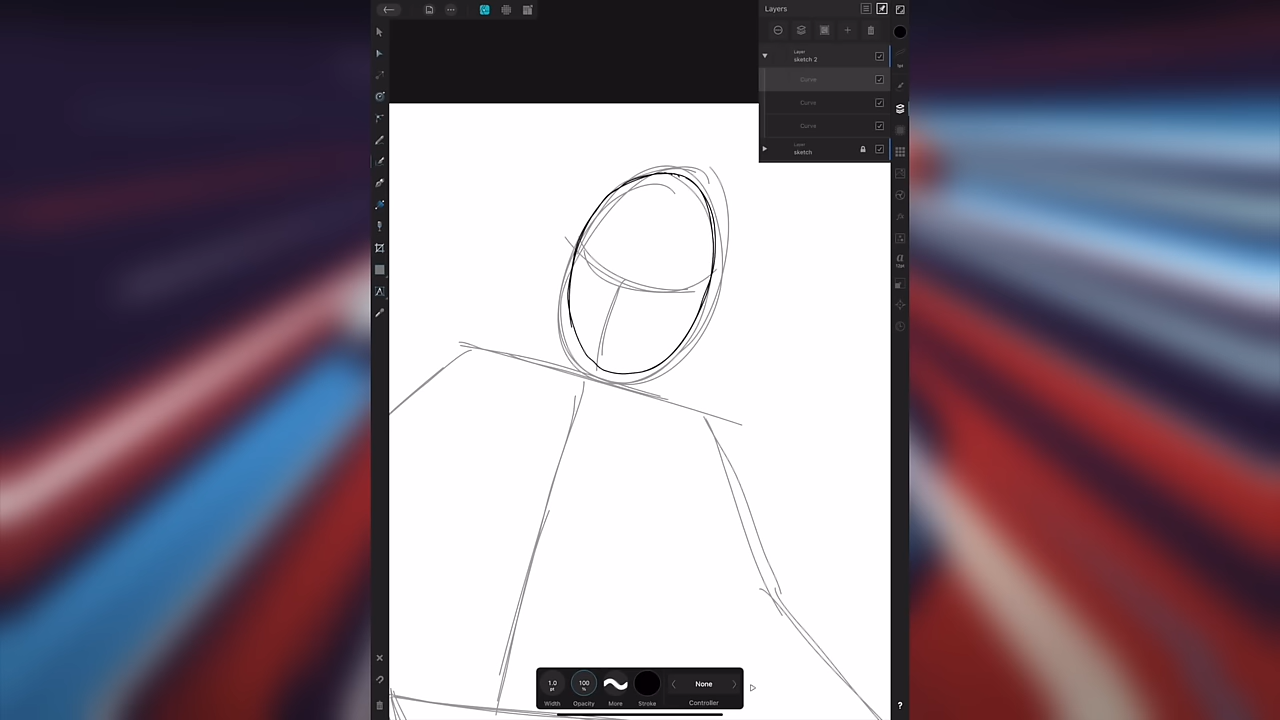 Layers
Layer
sketch 2
Curve
Curve
Curve
Layer
sketch
a
1.0
pt
100
%
None
Width
Opacity
More
Stroke
Controller
?